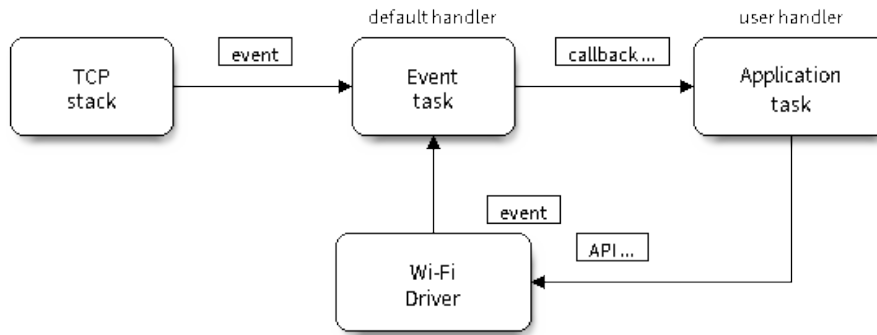 default handler
user handler
event
callback ...
TCP
stack
Event
task
Application
task
event
API ...
Wi-Fi
Driver